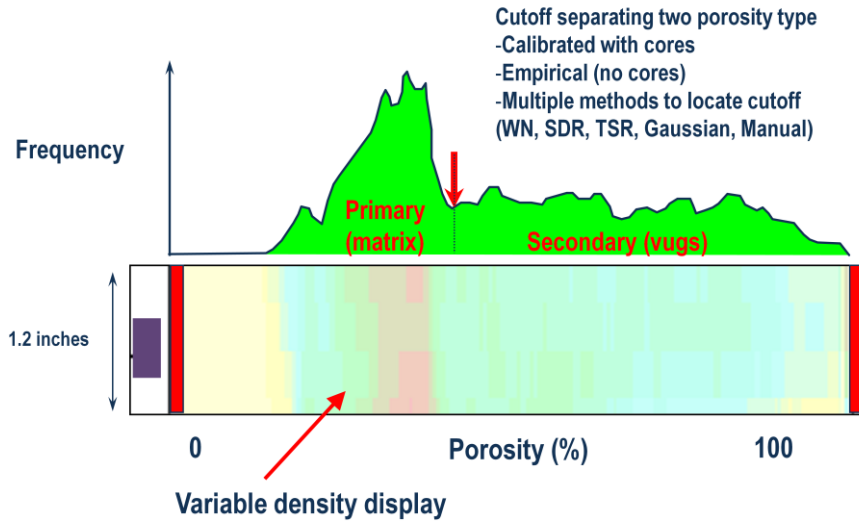 Cutoff separating two porosity type
-Calibrated with cores
-Empirical (no cores)
-Multiple methods to locate cutoff
(WN, SDR, TSR, Gaussian, Manual)
Frequency
Primary
(matrix)
Secondary (vugs)
1.2 inches
0
Porosity (%)
100
Variable density display